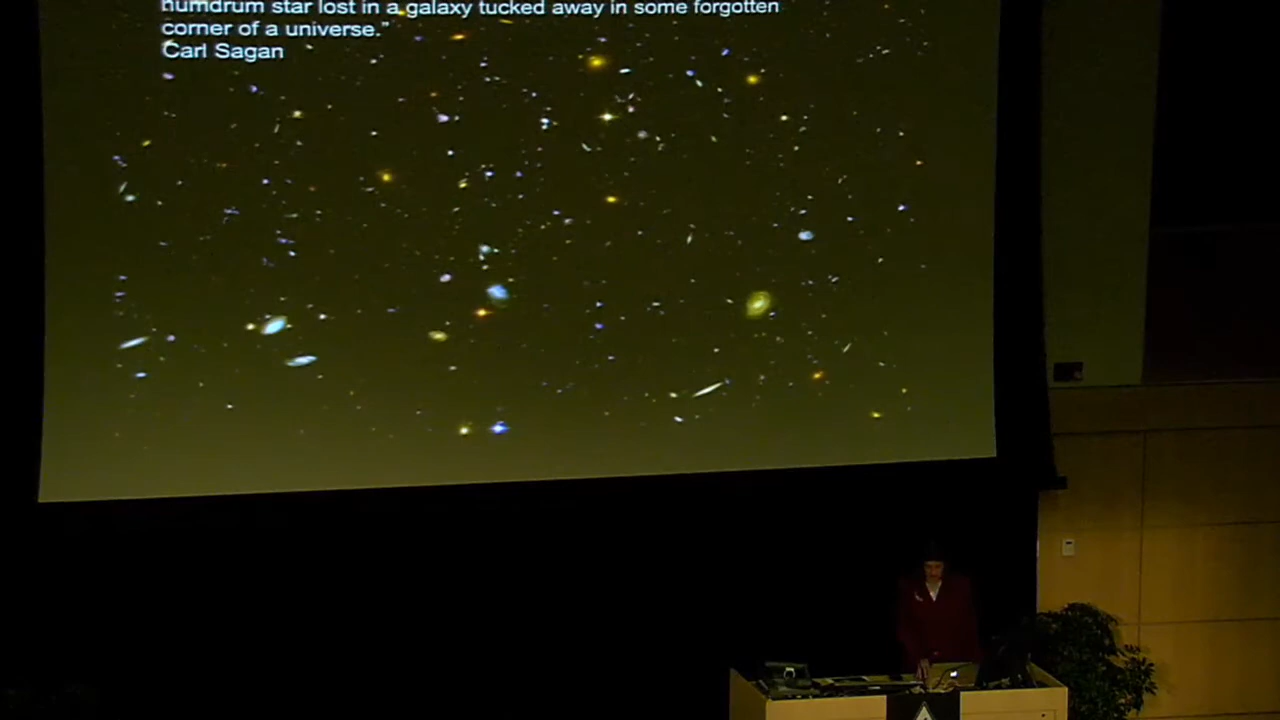 humdrum star lost in a galaxy tucked away in some forgotten
corner of a universe.”
Carl Sagan